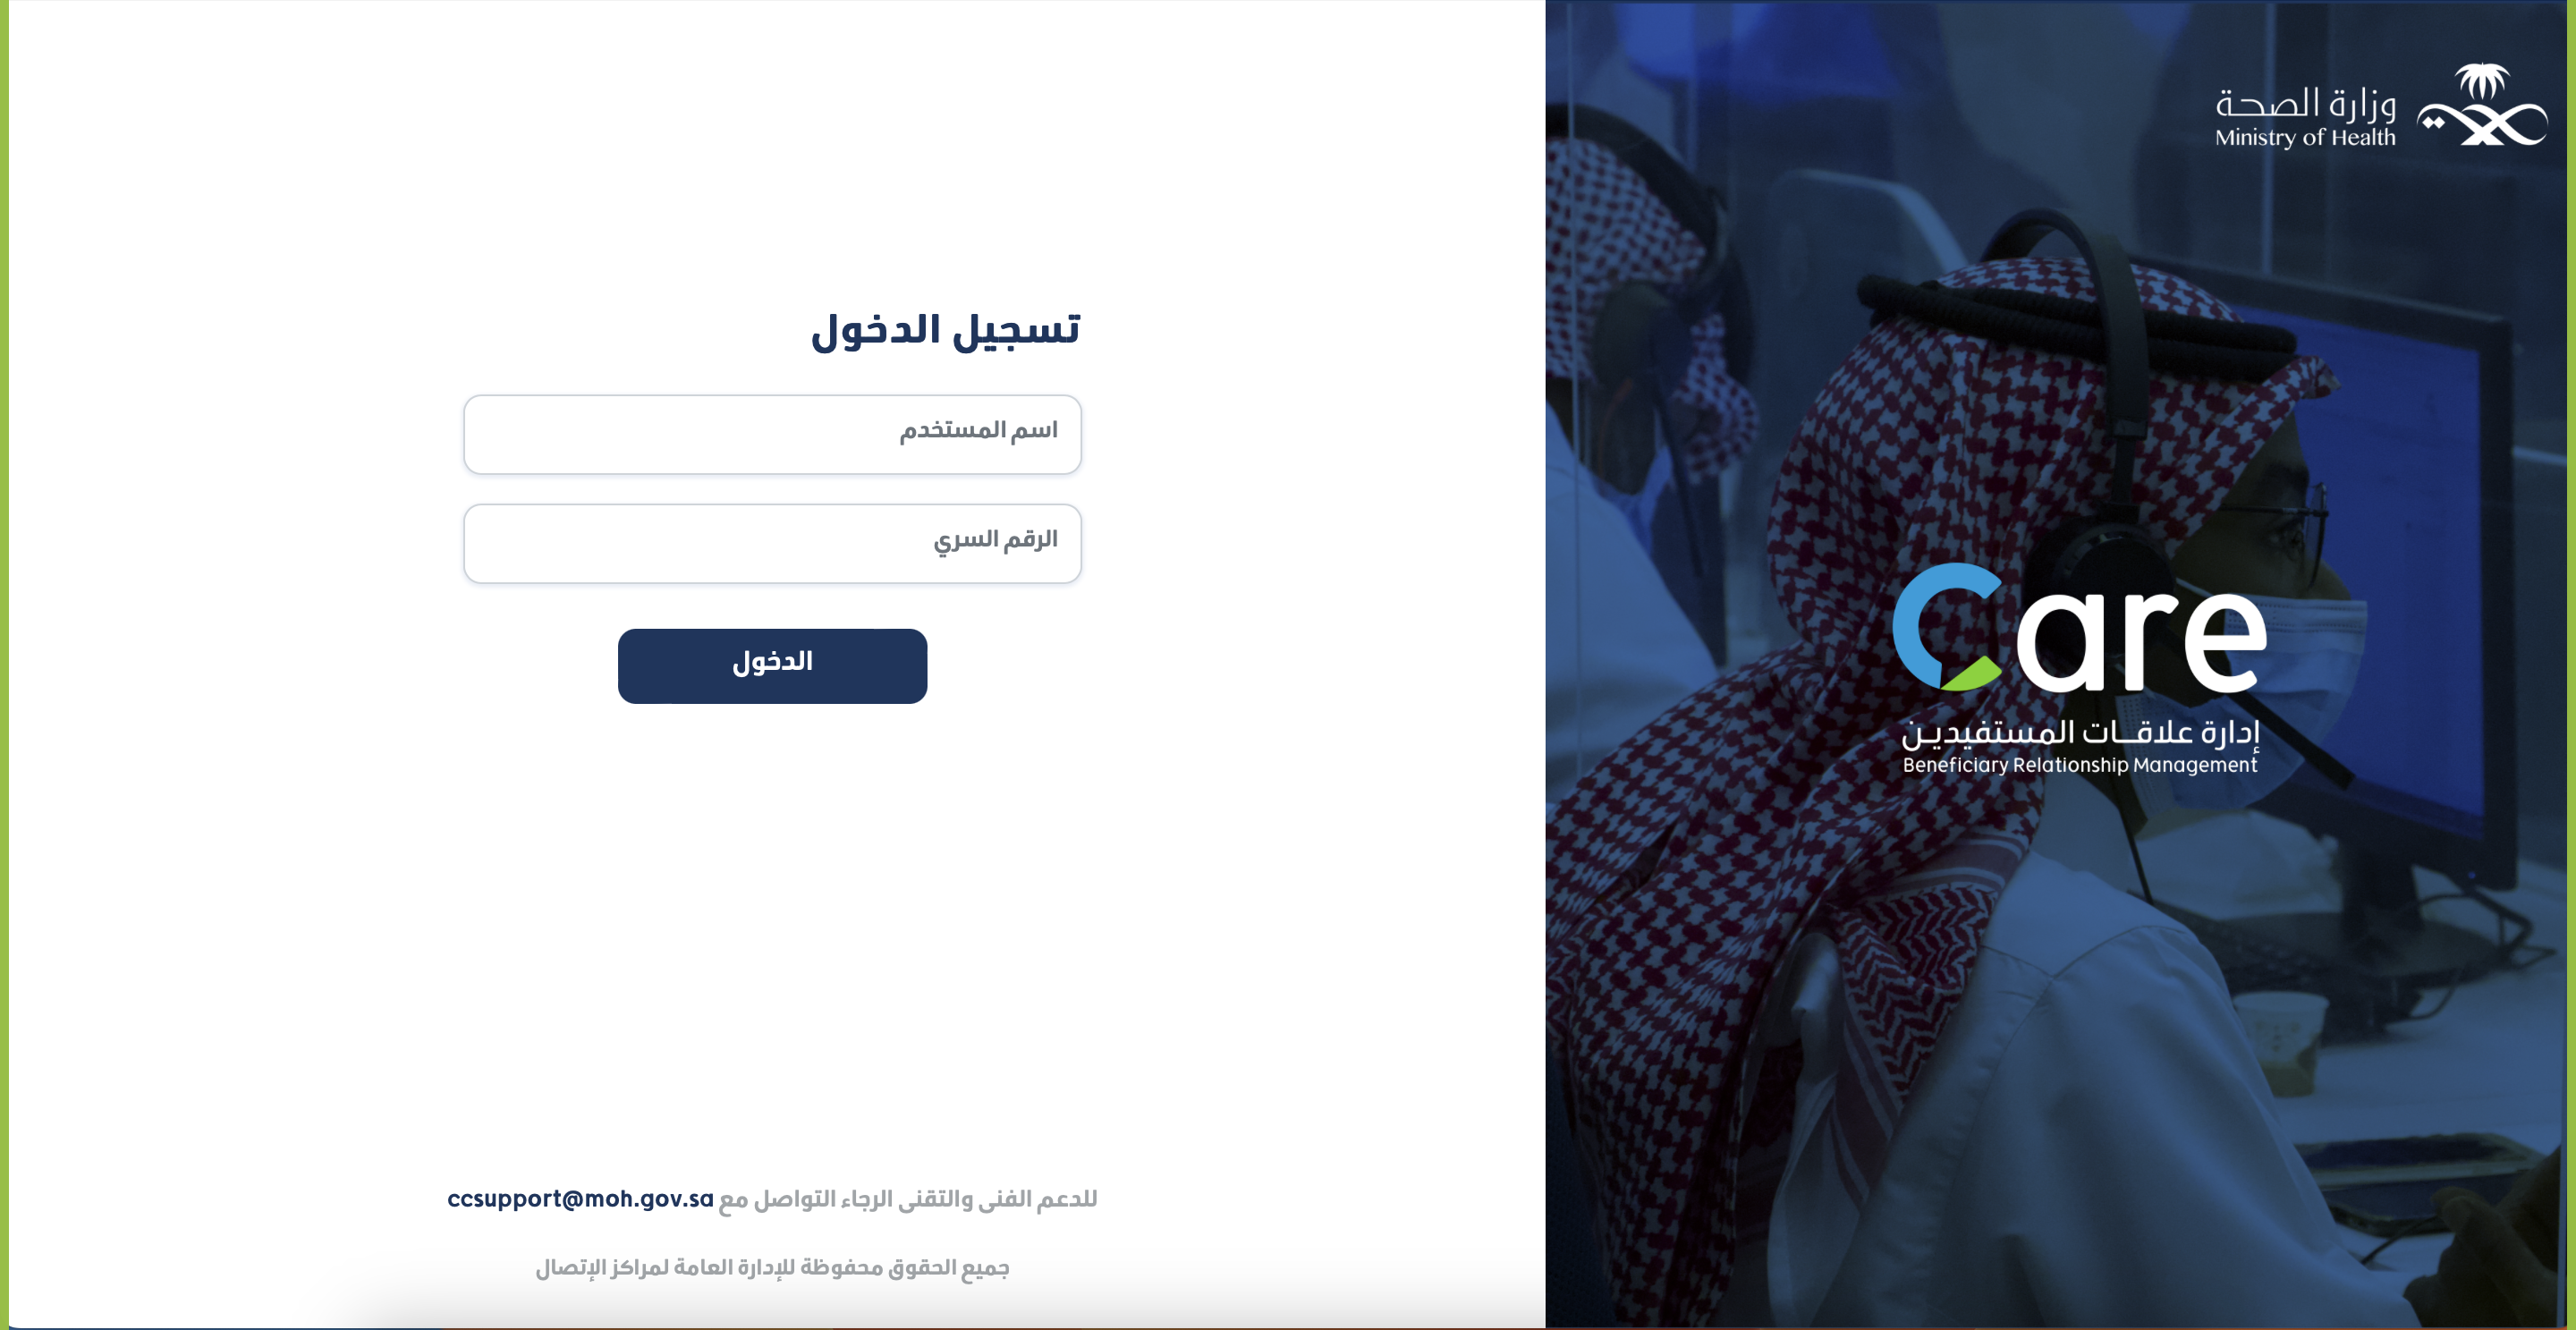 وزارة الصحة
Ministry of Health
Care
إدارة علاقــات المستفيديـن
Beneficiary Relationship Management
تسجيل الدخول
اسم المستخدم
الرقم السري
الدخول
للدعم الفنى والتقنى الرجاء التواصل مع ccsupport@moh.gov.sa
جميع الحقوق محفوظة للإدارة العامة لمراكز الإتصال